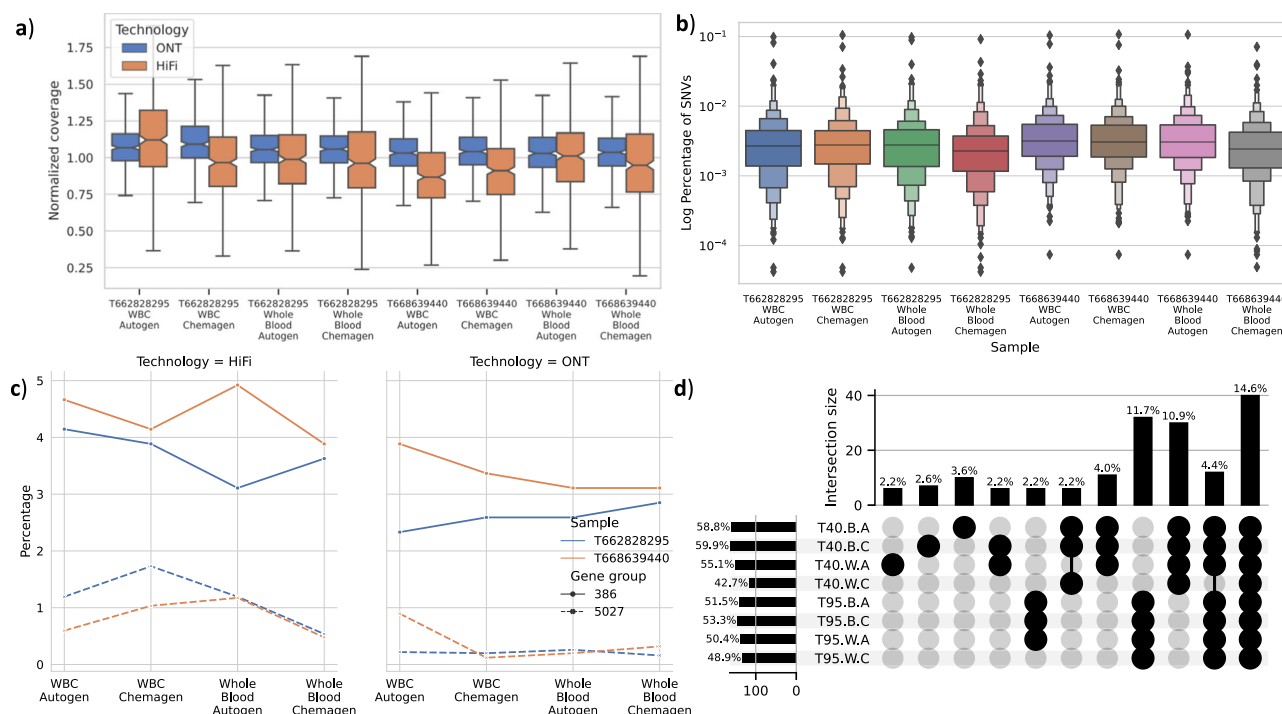 a)
Technology
ONT
HiFi
Normalized coverage
1.75
1.50
1.25
1.00
0.75
0.50
0.25
T662828295
WBC
Autogen
T662828295
WBC
Chemagen
T662828295
Whole
Blood
Autogen
T662828295
Whole
Blood
Chemagen
T668639440
WBC
Autogen
T668639440
WBC
Chemagen
T668639440
Whole
Blood
Autogen
T668639440
Whole
Blood
Chemagen
b)
Log Percentage of SNVs
10⁻¹
10⁻²
10⁻³
10⁻⁴
T662828295
WBC
Autogen
T662828295
WBC
Chemagen
T662828295
Whole
Blood
Autogen
T662828295
Whole
Blood
Chemagen
T668639440
WBC
Autogen
T668639440
WBC
Chemagen
T668639440
Whole
Blood
Autogen
T668639440
Whole
Blood
Chemagen
Sample
c)
Technology = HiFi
Technology = ONT
Percentage
5
4
3
2
1
0
WBC
Autogen
WBC
Chemagen
Whole
Blood
Autogen
Whole
Blood
Chemagen
WBC
Autogen
WBC
Chemagen
Whole
Blood
Autogen
Whole
Blood
Chemagen
Sample
T662828295
T668639440
Gene group
386
5027
d)
Intersection size
40
20
0
2.2%
2.6%
3.6%
2.2%
2.2%
2.2%
4.0%
11.7%
10.9%
4.4%
14.6%
58.8% T40.B.A
59.9% T40.B.C
55.1% T40.W.A
42.7% T40.W.C
51.5% T95.B.A
53.3% T95.B.C
50.4% T95.W.A
48.9% T95.W.C
100 0